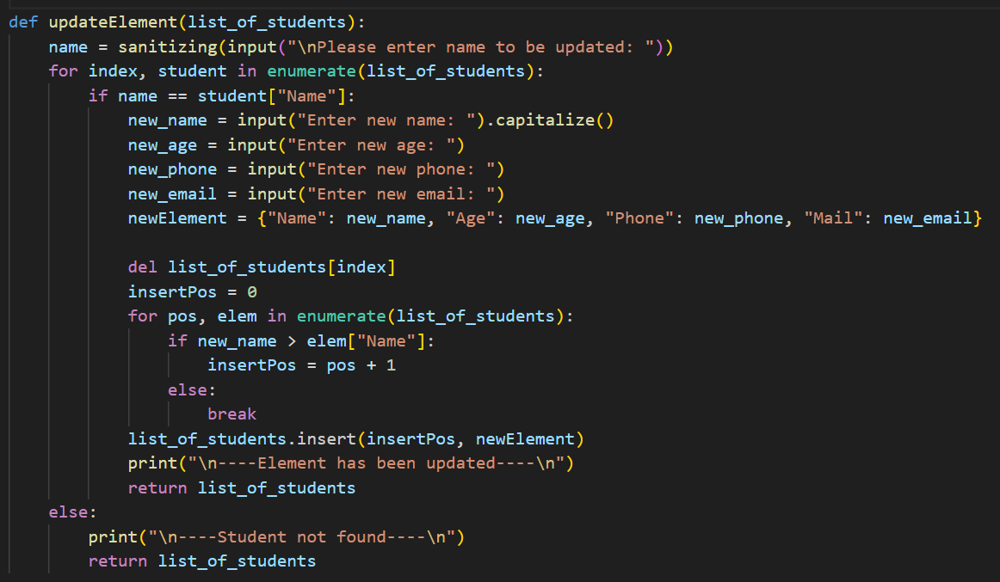 def updateElement(list_of_students):
    name = sanitizing(input("\nPlease enter name to be updated: "))
    for index, student in enumerate(list_of_students):
        if name == student["Name"]:
            new_name = input("Enter new name: ").capitalize()
            new_age = input("Enter new age: ")
            new_phone = input("Enter new phone: ")
            new_email = input("Enter new email: ")
            newElement = {"Name": new_name, "Age": new_age, "Phone": new_phone, "Mail": new_email}

            del list_of_students[index]
            insertPos = 0
            for pos, elem in enumerate(list_of_students):
                if new_name > elem["Name"]:
                    insertPos = pos + 1
                else:
                    break
            list_of_students.insert(insertPos, newElement)
            print("\n----Element has been updated----\n")
            return list_of_students
    else:
        print("\n----Student not found----\n")
        return list_of_students